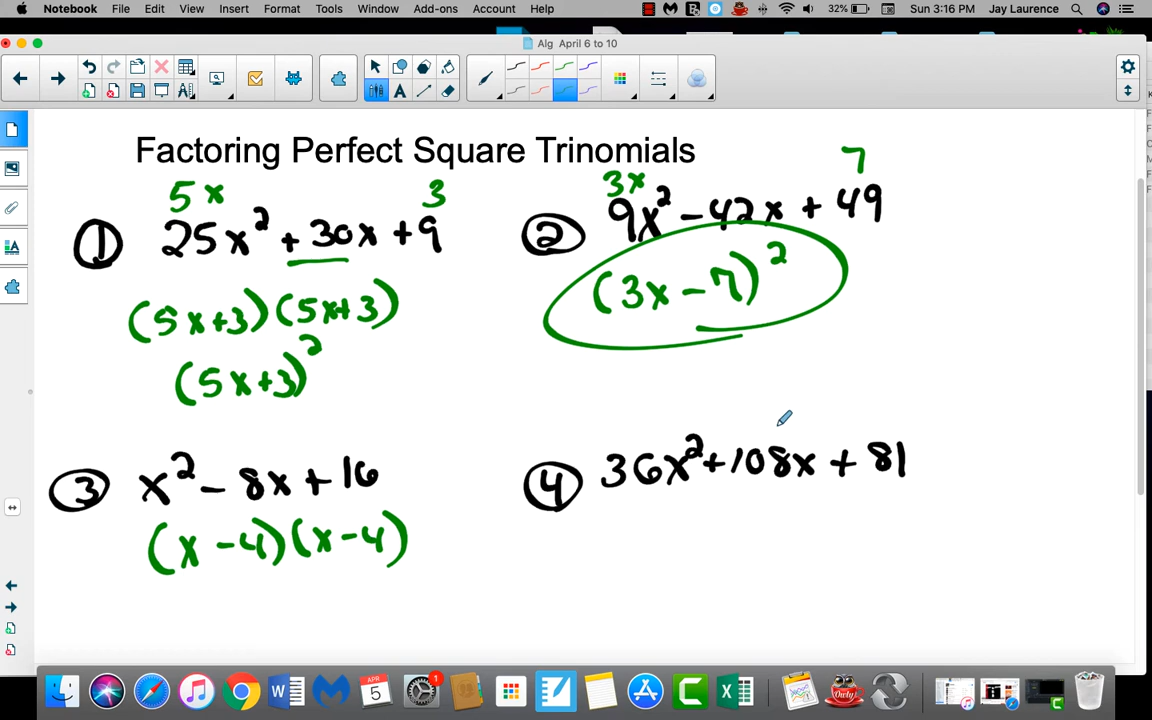 Notebook File Edit View Insert Format Tools Window Add-ons Account Help 32% Sun 3:16 PM Jay Laurence
Alg April 6 to 10
Factoring Perfect Square Trinomials
5x 3
① 25x² + 30x + 9
(5x+3)(5x+3)
(5x+3)²
3x 7
② 9x² - 42x + 49
(3x - 7)²
③ x² - 8x + 16
(x - 4)(x - 4)
④ 36x² + 108x + 81
APR
5
1